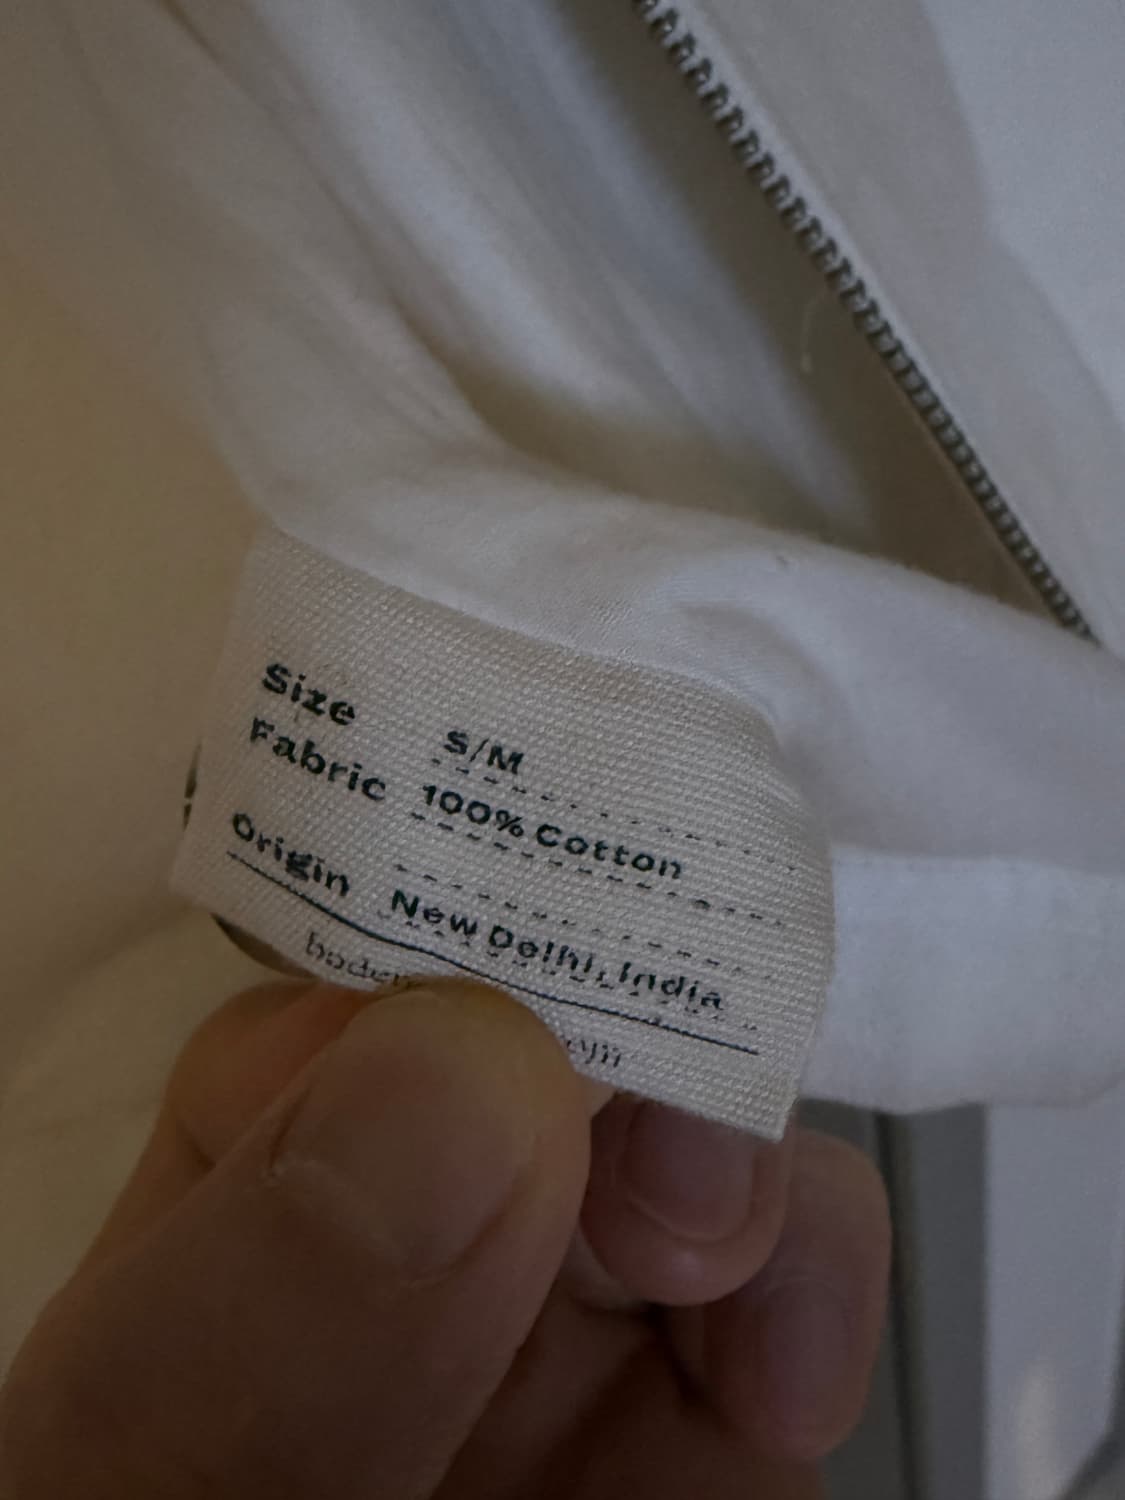 Size S/M
Fabric 100% Cotton
Origin New Delhi, India